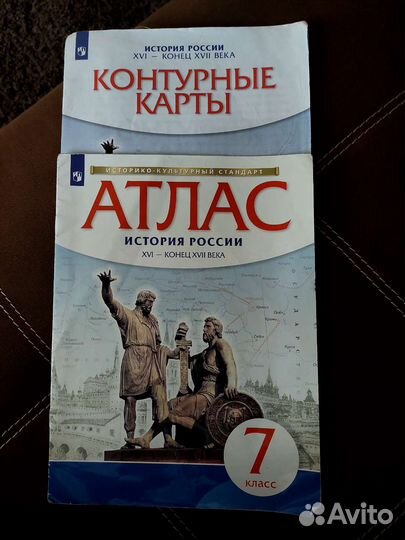 ИСТОРИЯ РОССИИ
XVI – КОНЕЦ XVII ВЕКА
КОНТУРНЫЕ
КАРТЫ
ИСТОРИКО-КУЛЬТУРНЫЙ СТАНДАРТ
АТЛАС
ИСТОРИЯ РОССИИ
XVI – КОНЕЦ XVII ВЕКА
7
класс
Avito